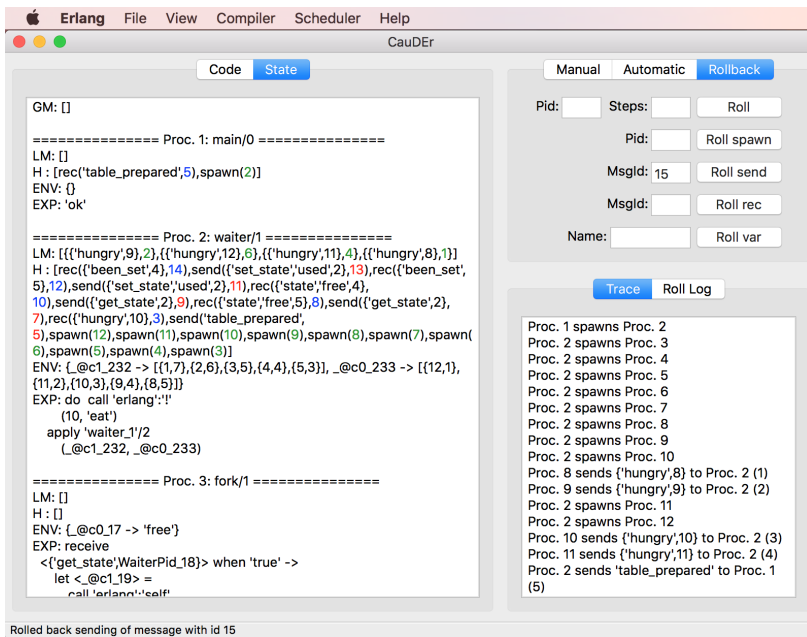 Erlang File View Compiler Scheduler Help
CauDEr
Code State
GM: []
=============== Proc. 1: main/0 ===============
LM: []
H : [rec('table_prepared',5),spawn(2)]
ENV: {}
EXP: 'ok'
=============== Proc. 2: waiter/1 ===============
LM: [{{'hungry',9},2},{{'hungry',12},6},{{'hungry',11},4},{{'hungry',8},1}]
H : [rec({'been_set',4},14),send({'set_state','used',2},13),rec({'been_set',
5},12),send({'set_state','used',2},11),rec({'state','free',4},
10),send({'get_state',2},9),rec({'state','free',5},8),send({'get_state',2},
7),rec({'hungry',10},3),send('table_prepared',
5),spawn(12),spawn(11),spawn(10),spawn(9),spawn(8),spawn(7),spawn(
6),spawn(5),spawn(4),spawn(3)]
ENV: {_@c1_232 -> [{1,7},{2,6},{3,5},{4,4},{5,3}], _@c0_233 -> [{12,1},
{11,2},{10,3},{9,4},{8,5}]}
EXP: do call 'erlang':'!'
(10, 'eat')
apply 'waiter_1'/2
(_@c1_232, _@c0_233)
=============== Proc. 3: fork/1 ===============
LM: []
H : []
ENV: {_@c0_17 -> 'free'}
EXP: receive
<{'get_state',WaiterPid_18}> when 'true' ->
let <_@c1_19> =
call 'erlang':'self'
Manual Automatic Rollback
Pid: Steps: Roll
Pid: Roll spawn
MsgId: 15 Roll send
MsgId: Roll rec
Name: Roll var
Trace Roll Log
Proc. 1 spawns Proc. 2
Proc. 2 spawns Proc. 3
Proc. 2 spawns Proc. 4
Proc. 2 spawns Proc. 5
Proc. 2 spawns Proc. 6
Proc. 2 spawns Proc. 7
Proc. 2 spawns Proc. 8
Proc. 2 spawns Proc. 9
Proc. 2 spawns Proc. 10
Proc. 8 sends {'hungry',8} to Proc. 2 (1)
Proc. 9 sends {'hungry',9} to Proc. 2 (2)
Proc. 2 spawns Proc. 11
Proc. 2 spawns Proc. 12
Proc. 10 sends {'hungry',10} to Proc. 2 (3)
Proc. 11 sends {'hungry',11} to Proc. 2 (4)
Proc. 2 sends 'table_prepared' to Proc. 1
(5)
Rolled back sending of message with id 15